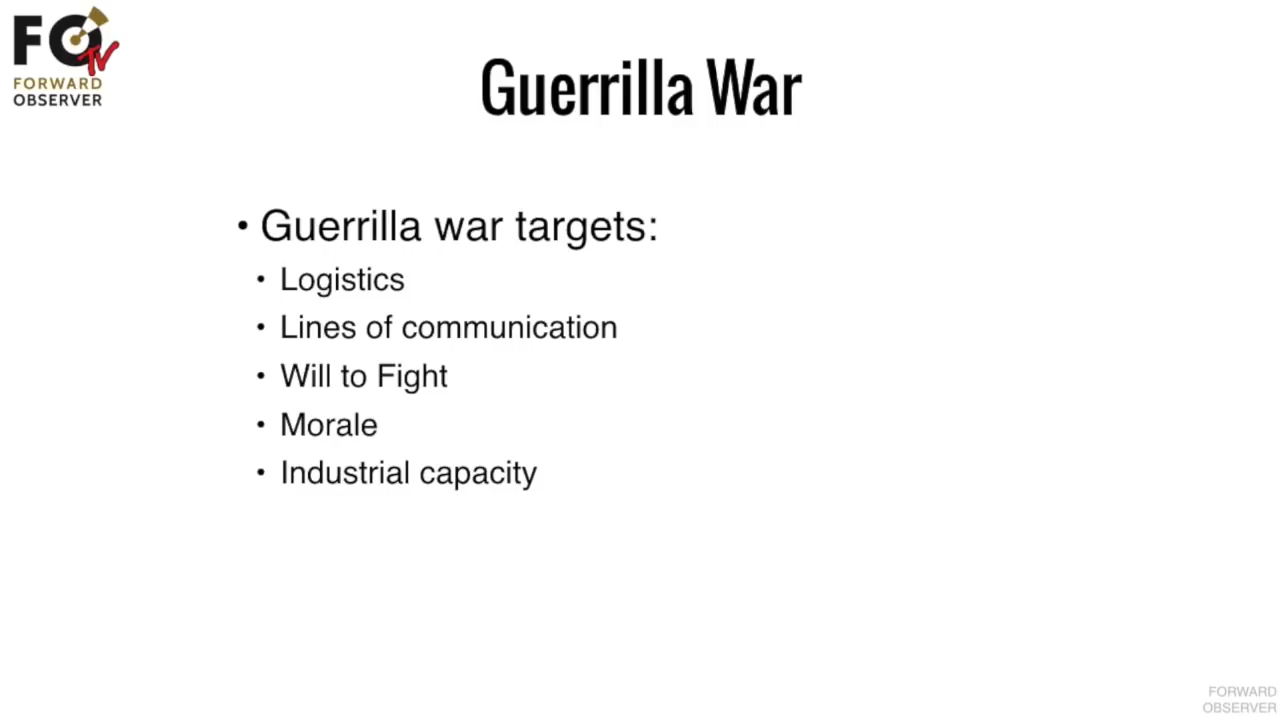 FO
TV
FORWARD
OBSERVER
Guerrilla War
• Guerrilla war targets:
• Logistics
• Lines of communication
• Will to Fight
• Morale
• Industrial capacity
FORWARD
OBSERVER